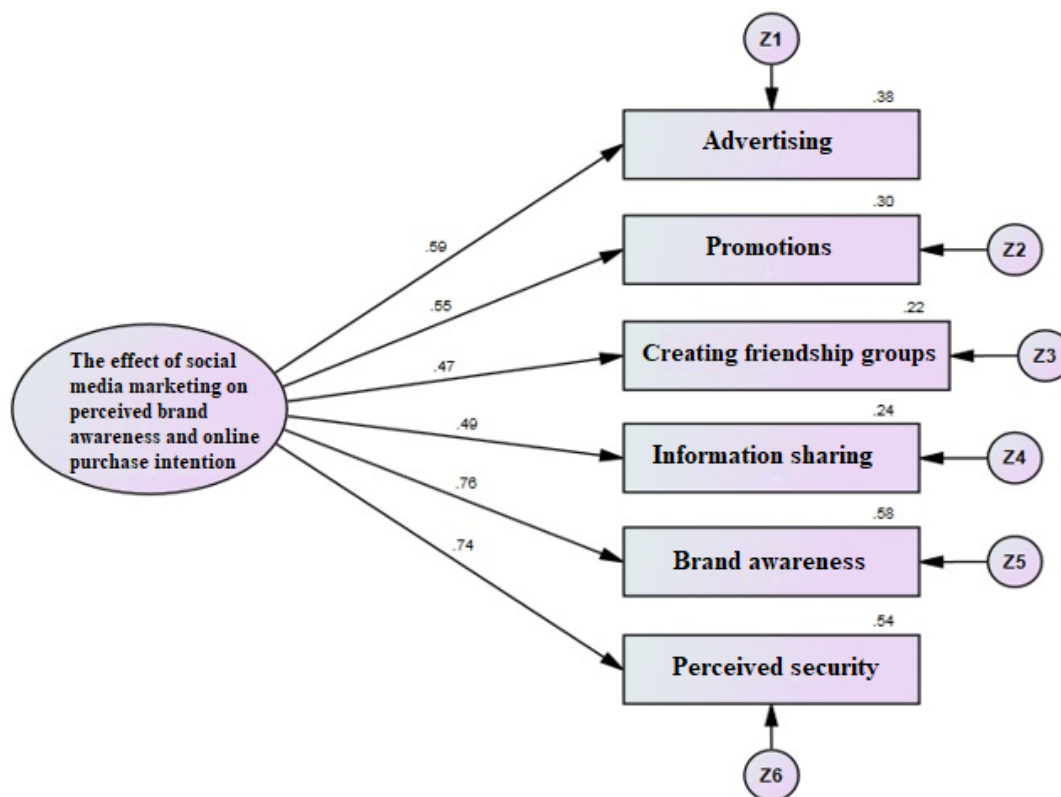 Z1
.38
Advertising
.30
Promotions
Z2
.59
.55
.22
Creating friendship groups
Z3
.47
The effect of social
media marketing on
perceived brand
awareness and online
purchase intention
.49
.24
Information sharing
Z4
.76
.58
Brand awareness
Z5
.74
.54
Perceived security
Z6